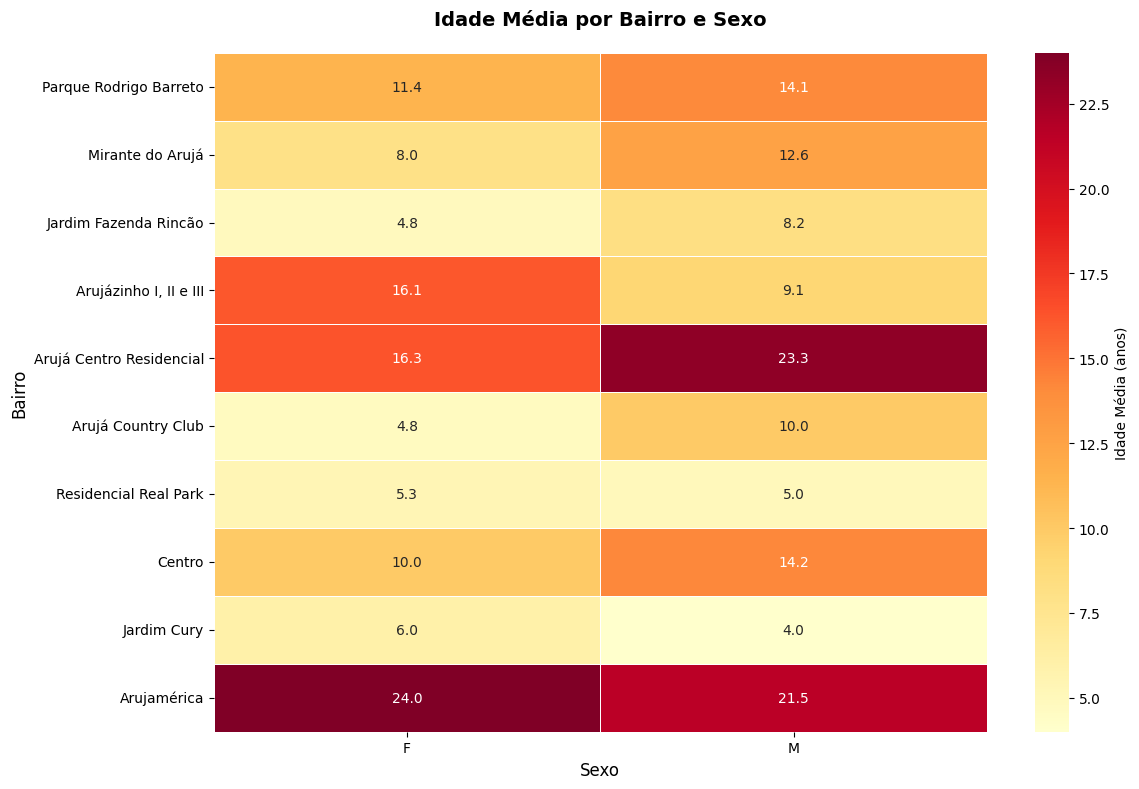 Idade Média por Bairro e Sexo
Bairro
Parque Rodrigo Barreto 11.4 14.1
Mirante do Arujá 8.0 12.6
Jardim Fazenda Rincão 4.8 8.2
Arujázinho I, II e III 16.1 9.1
Arujá Centro Residencial 16.3 23.3
Arujá Country Club 4.8 10.0
Residencial Real Park 5.3 5.0
Centro 10.0 14.2
Jardim Cury 6.0 4.0
Arujamérica 24.0 21.5
F M
Sexo
22.5
20.0
17.5
15.0
12.5
10.0
7.5
5.0
Idade Média (anos)